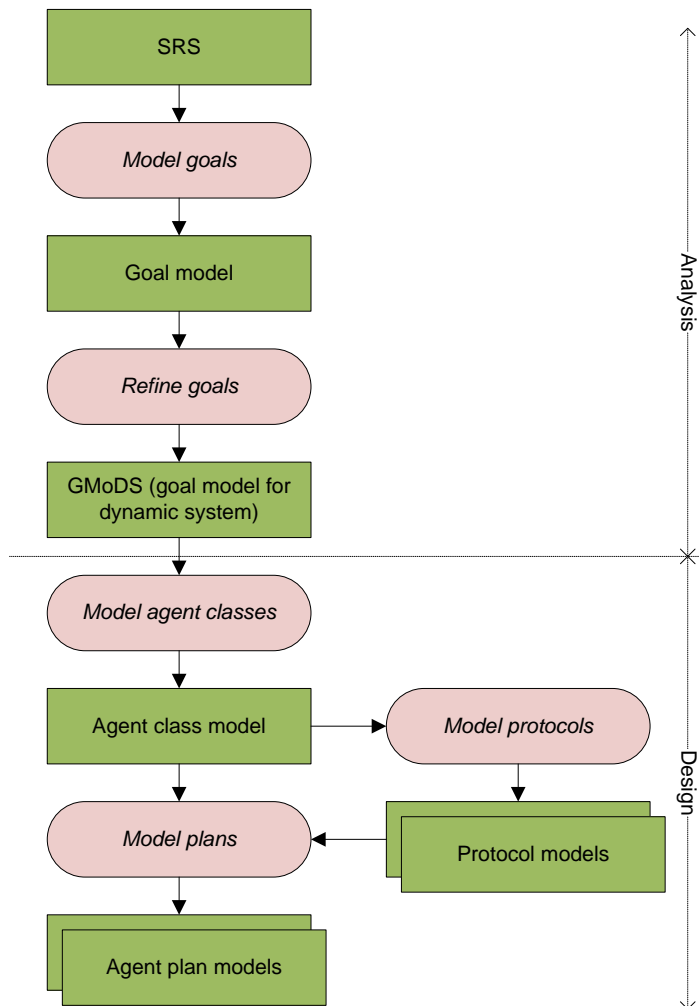 SRS
Model goals
Goal model
Analysis
Refine goals
GMoDS (goal model for
dynamic system)
Model agent classes
Agent class model
Model protocols
Design
Model plans
Protocol models
Agent plan models